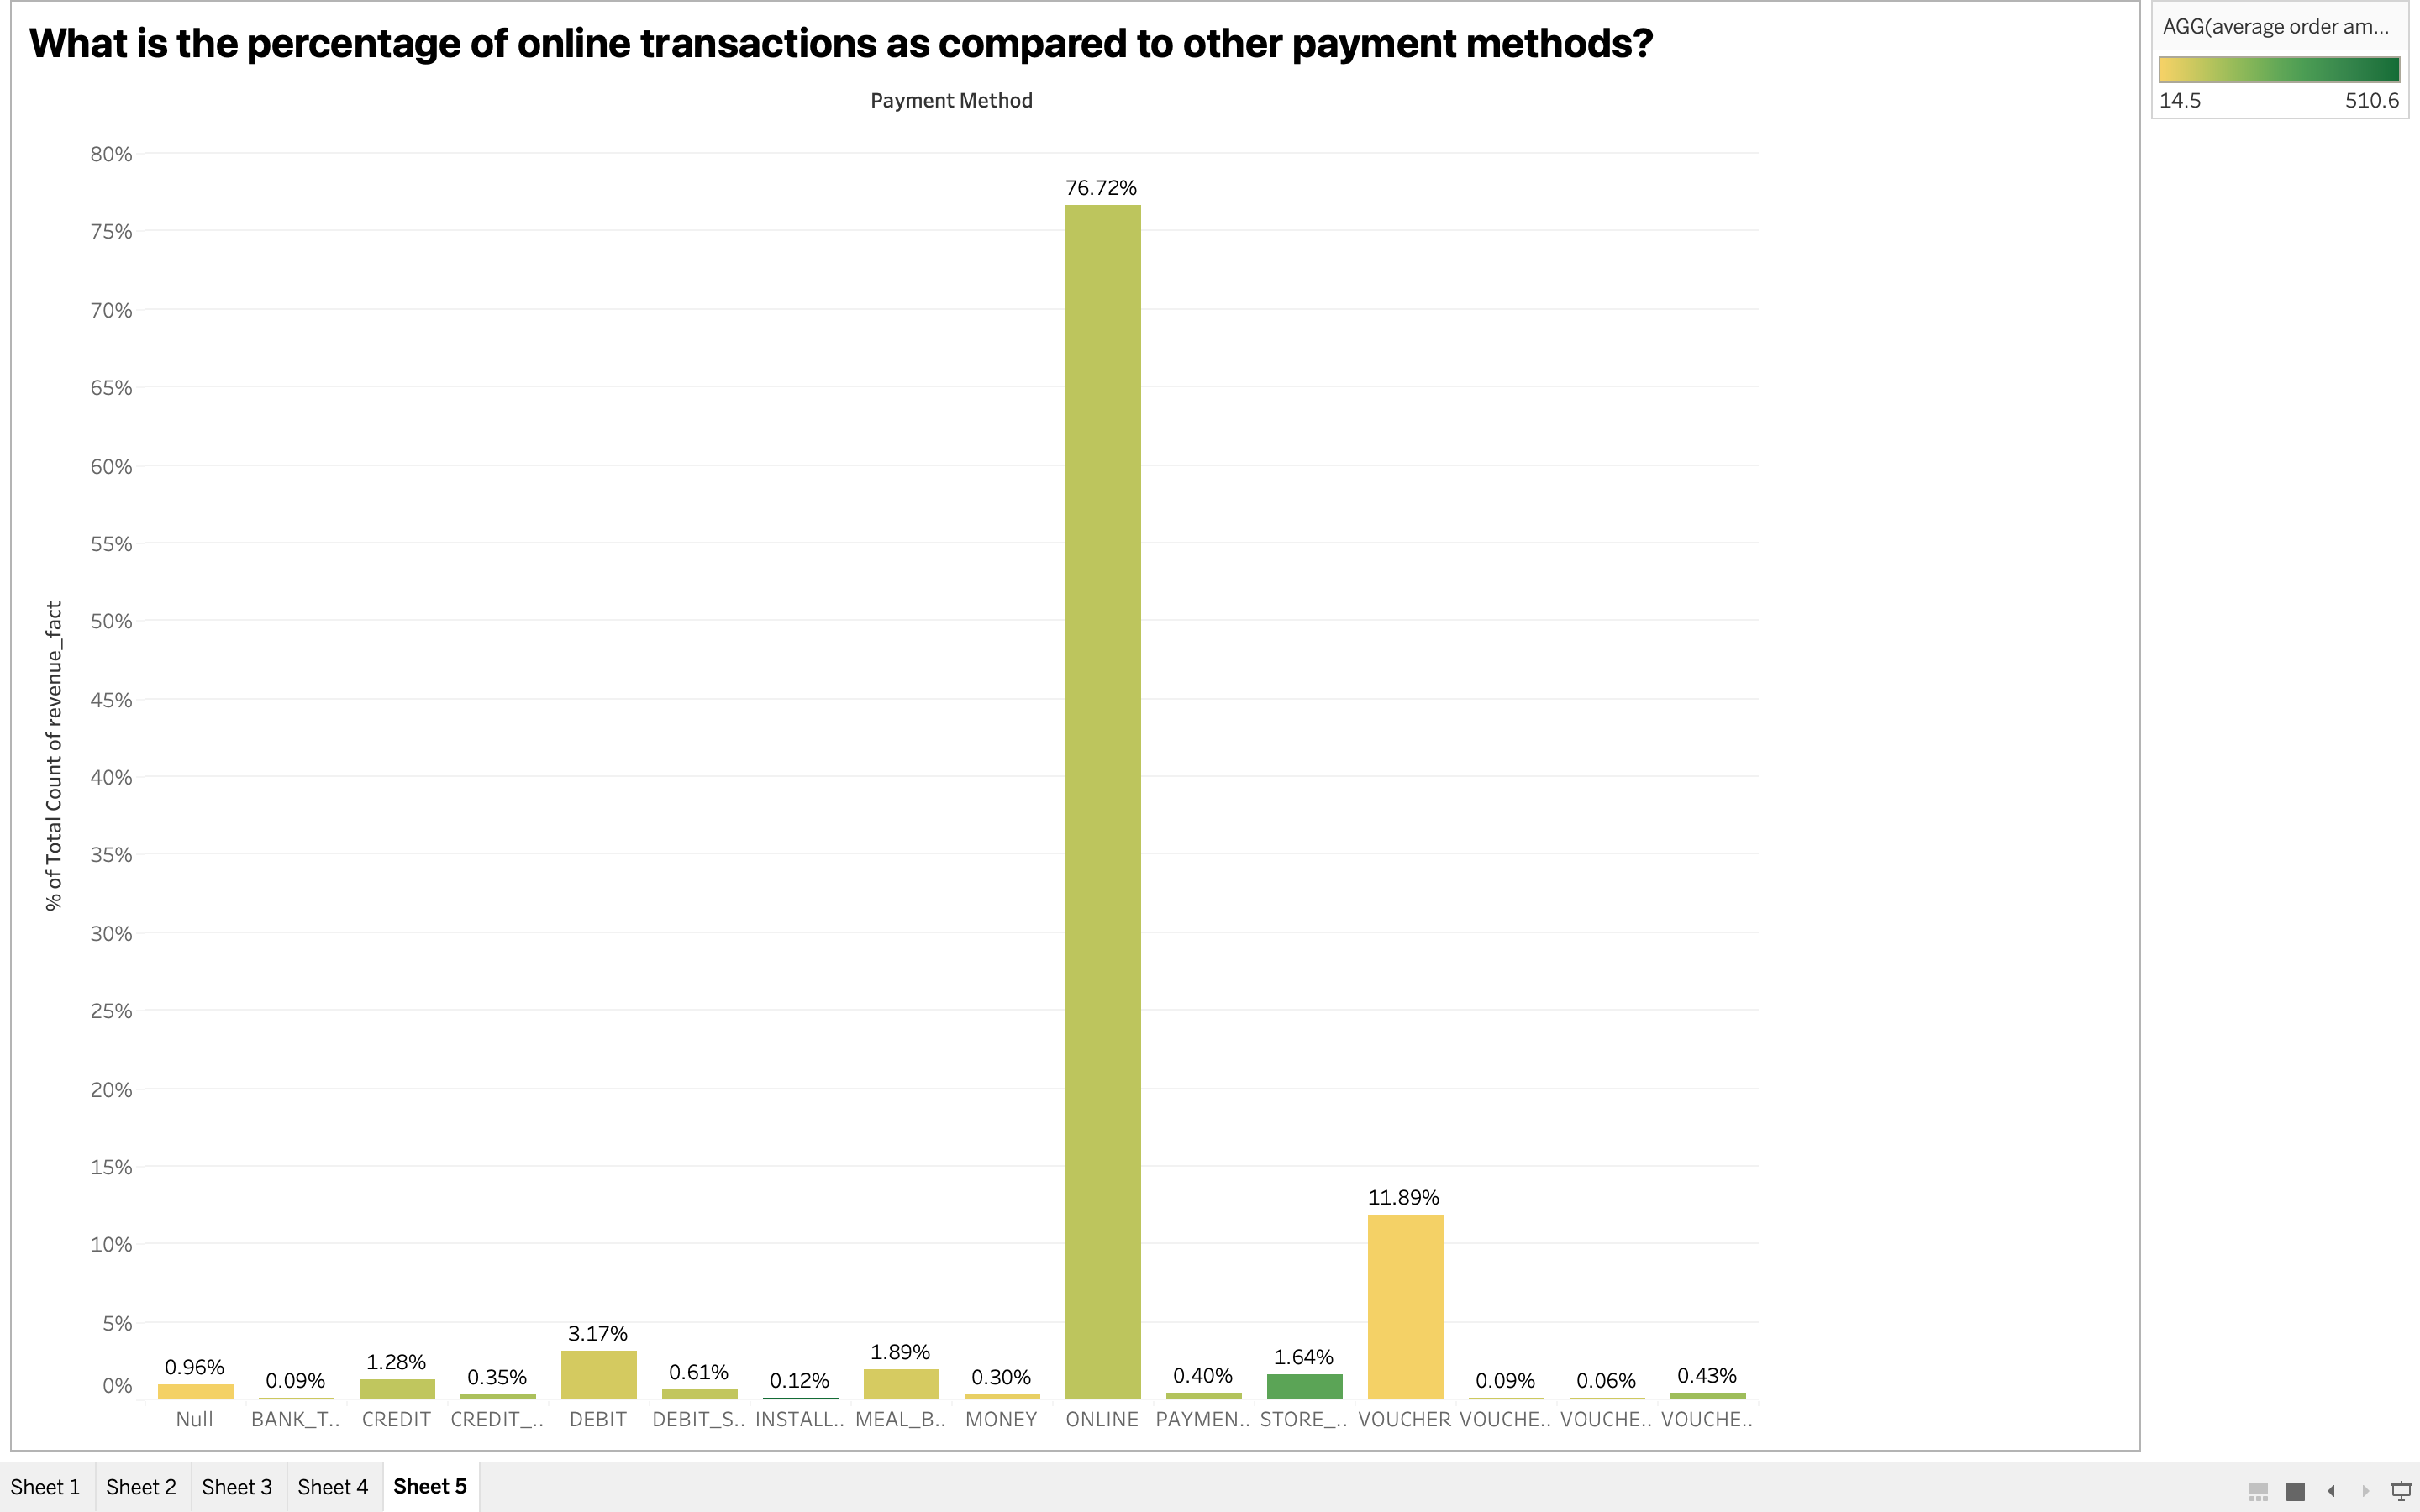 What is the percentage of online transactions as compared to other payment methods?
AGG(average order am...
14.5 510.6
Payment Method
% of Total Count of revenue_fact
80%
75%
70%
65%
60%
55%
50%
45%
40%
35%
30%
25%
20%
15%
10%
5%
0%
76.72%
11.89%
0.96% 0.09% 1.28% 0.35% 3.17% 0.61% 0.12% 1.89% 0.30% 0.40% 1.64% 0.09% 0.06% 0.43%
Null BANK_T.. CREDIT CREDIT_.. DEBIT DEBIT_S.. INSTALL.. MEAL_B.. MONEY ONLINE PAYMEN.. STORE_.. VOUCHER VOUCHE.. VOUCHE.. VOUCHE..
Sheet 1 Sheet 2 Sheet 3 Sheet 4 Sheet 5